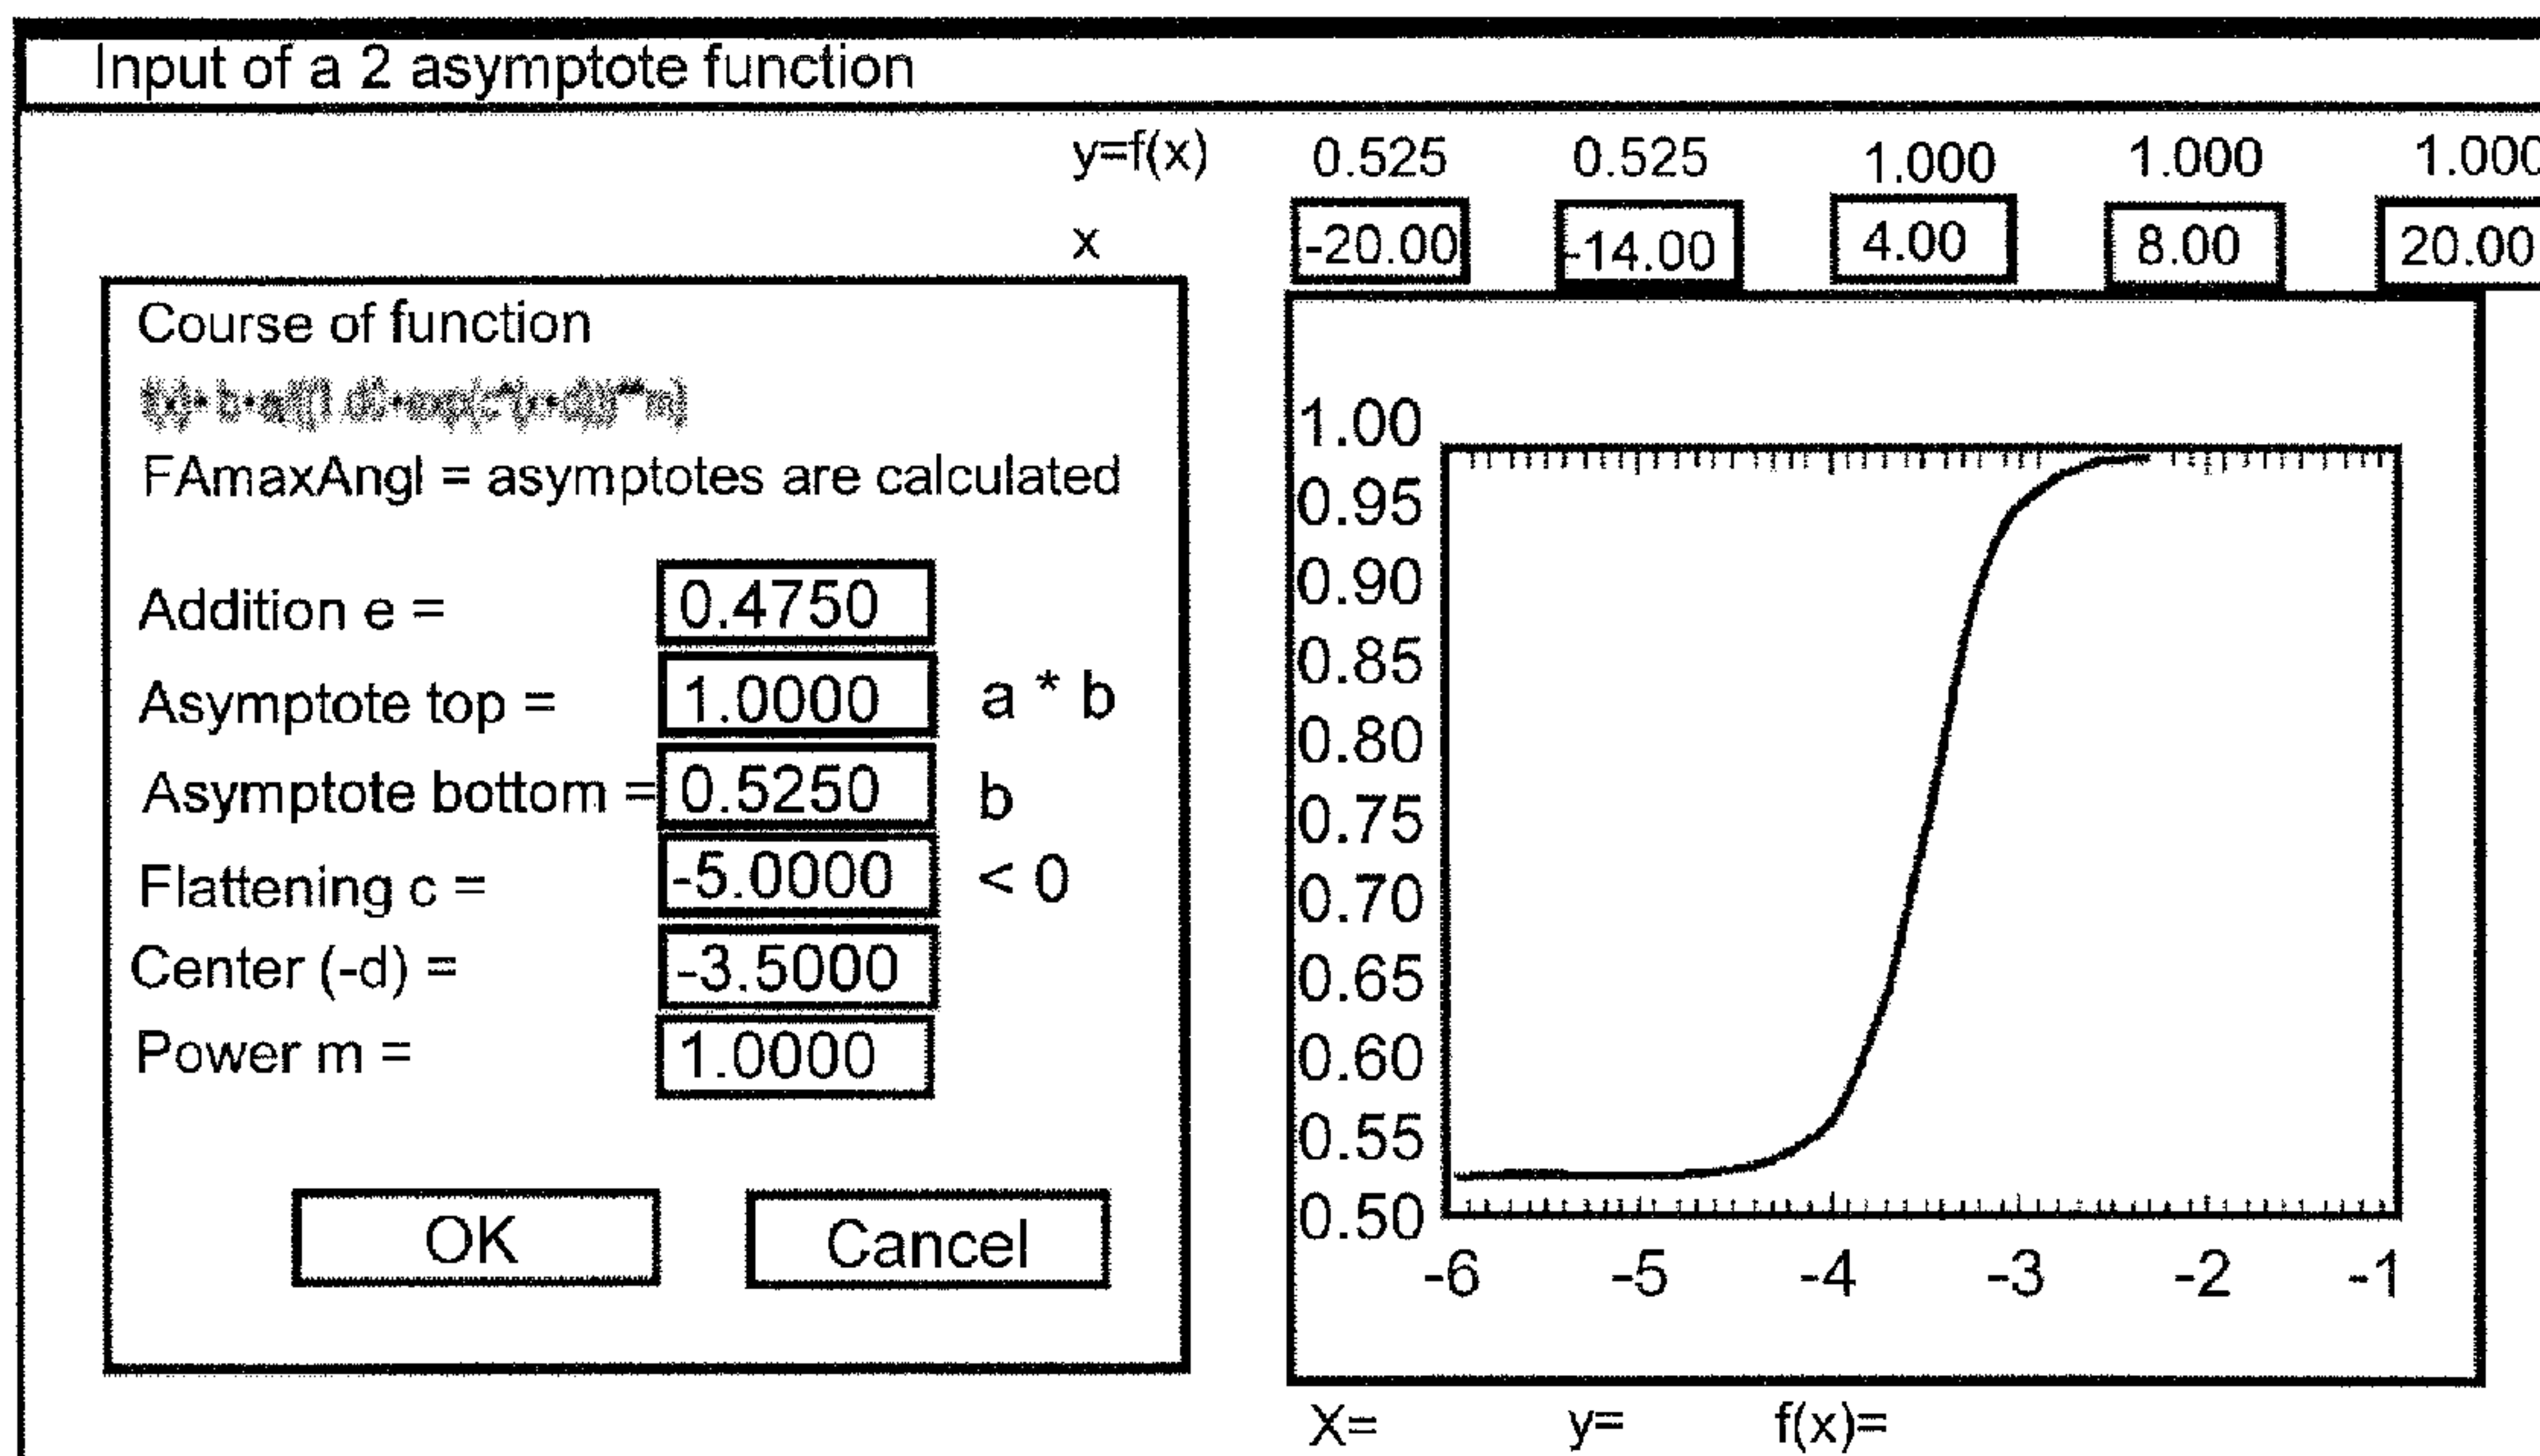 Input of a 2 asymptote function
y=f(x) 0.525 0.525 1.000 1.000 1.000
x -20.00 -14.00 4.00 8.00 20.00
Course of function
FAmaxAngl = asymptotes are calculated
Addition e = 0.4750
Asymptote top = 1.0000 a * b
Asymptote bottom = 0.5250 b
Flattening c = -5.0000 < 0
Center (-d) = -3.5000
Power m = 1.0000
OK Cancel
1.00
0.95
0.90
0.85
0.80
0.75
0.70
0.65
0.60
0.55
0.50
-6 -5 -4 -3 -2 -1
X= y= f(x)=